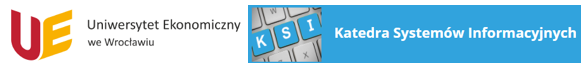 UE
Uniwersytet Ekonomiczny
we Wrocławiu
KSI
Katedra Systemów Informacyjnych